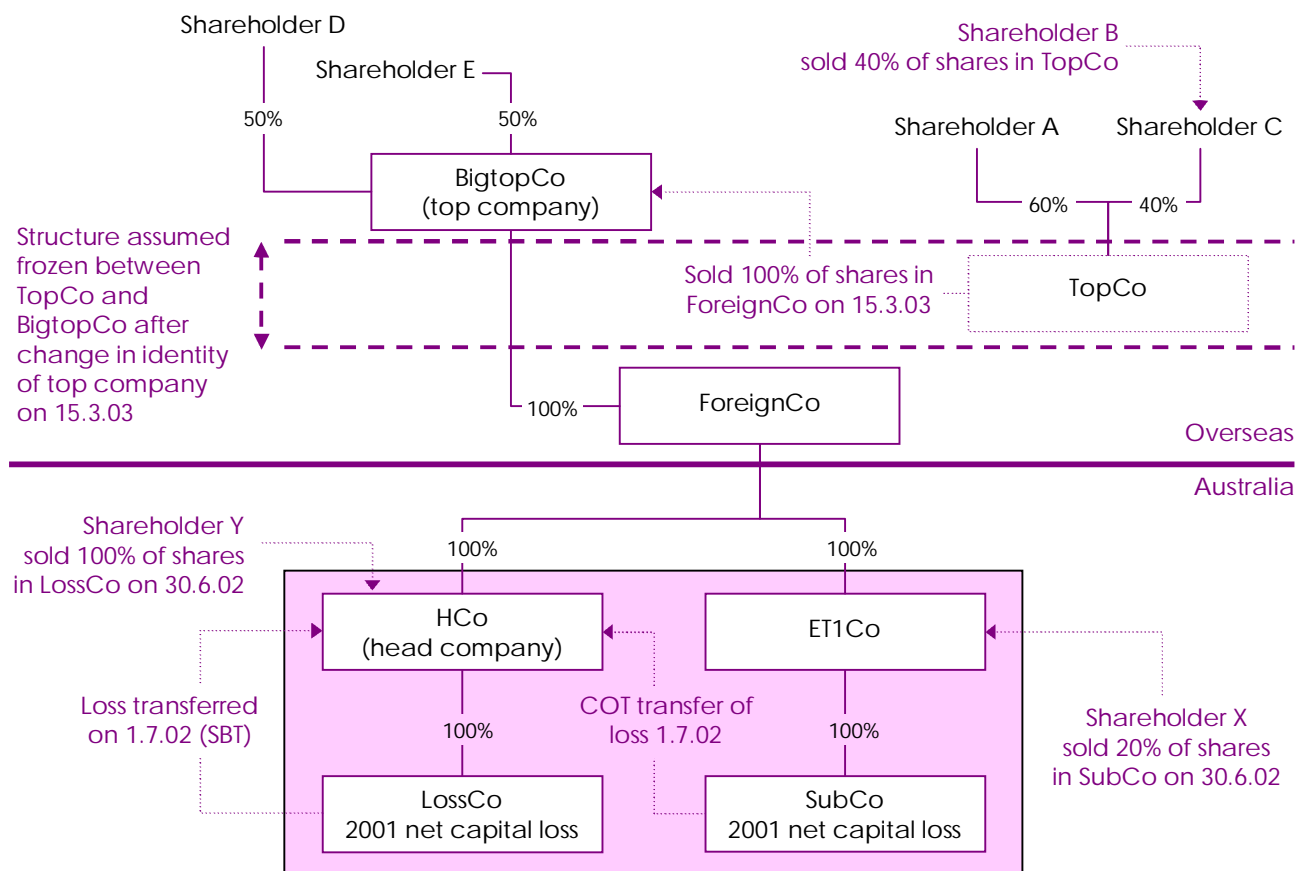 Shareholder D
Shareholder E
50%
50%
BigtopCo
(top company)
Shareholder B
sold 40% of shares in TopCo
Shareholder A
Shareholder C
60%
40%
Structure assumed
frozen between
TopCo and
BigtopCo after
change in identity
of top company
on 15.3.03
Sold 100% of shares in
ForeignCo on 15.3.03
TopCo
100%
ForeignCo
Overseas
Australia
Shareholder Y
sold 100% of shares
in LossCo on 30.6.02
100%
100%
HCo
(head company)
ET1Co
Loss transferred
on 1.7.02 (SBT)
100%
COT transfer of
loss 1.7.02
100%
Shareholder X
sold 20% of shares
in SubCo on 30.6.02
LossCo
2001 net capital loss
SubCo
2001 net capital loss